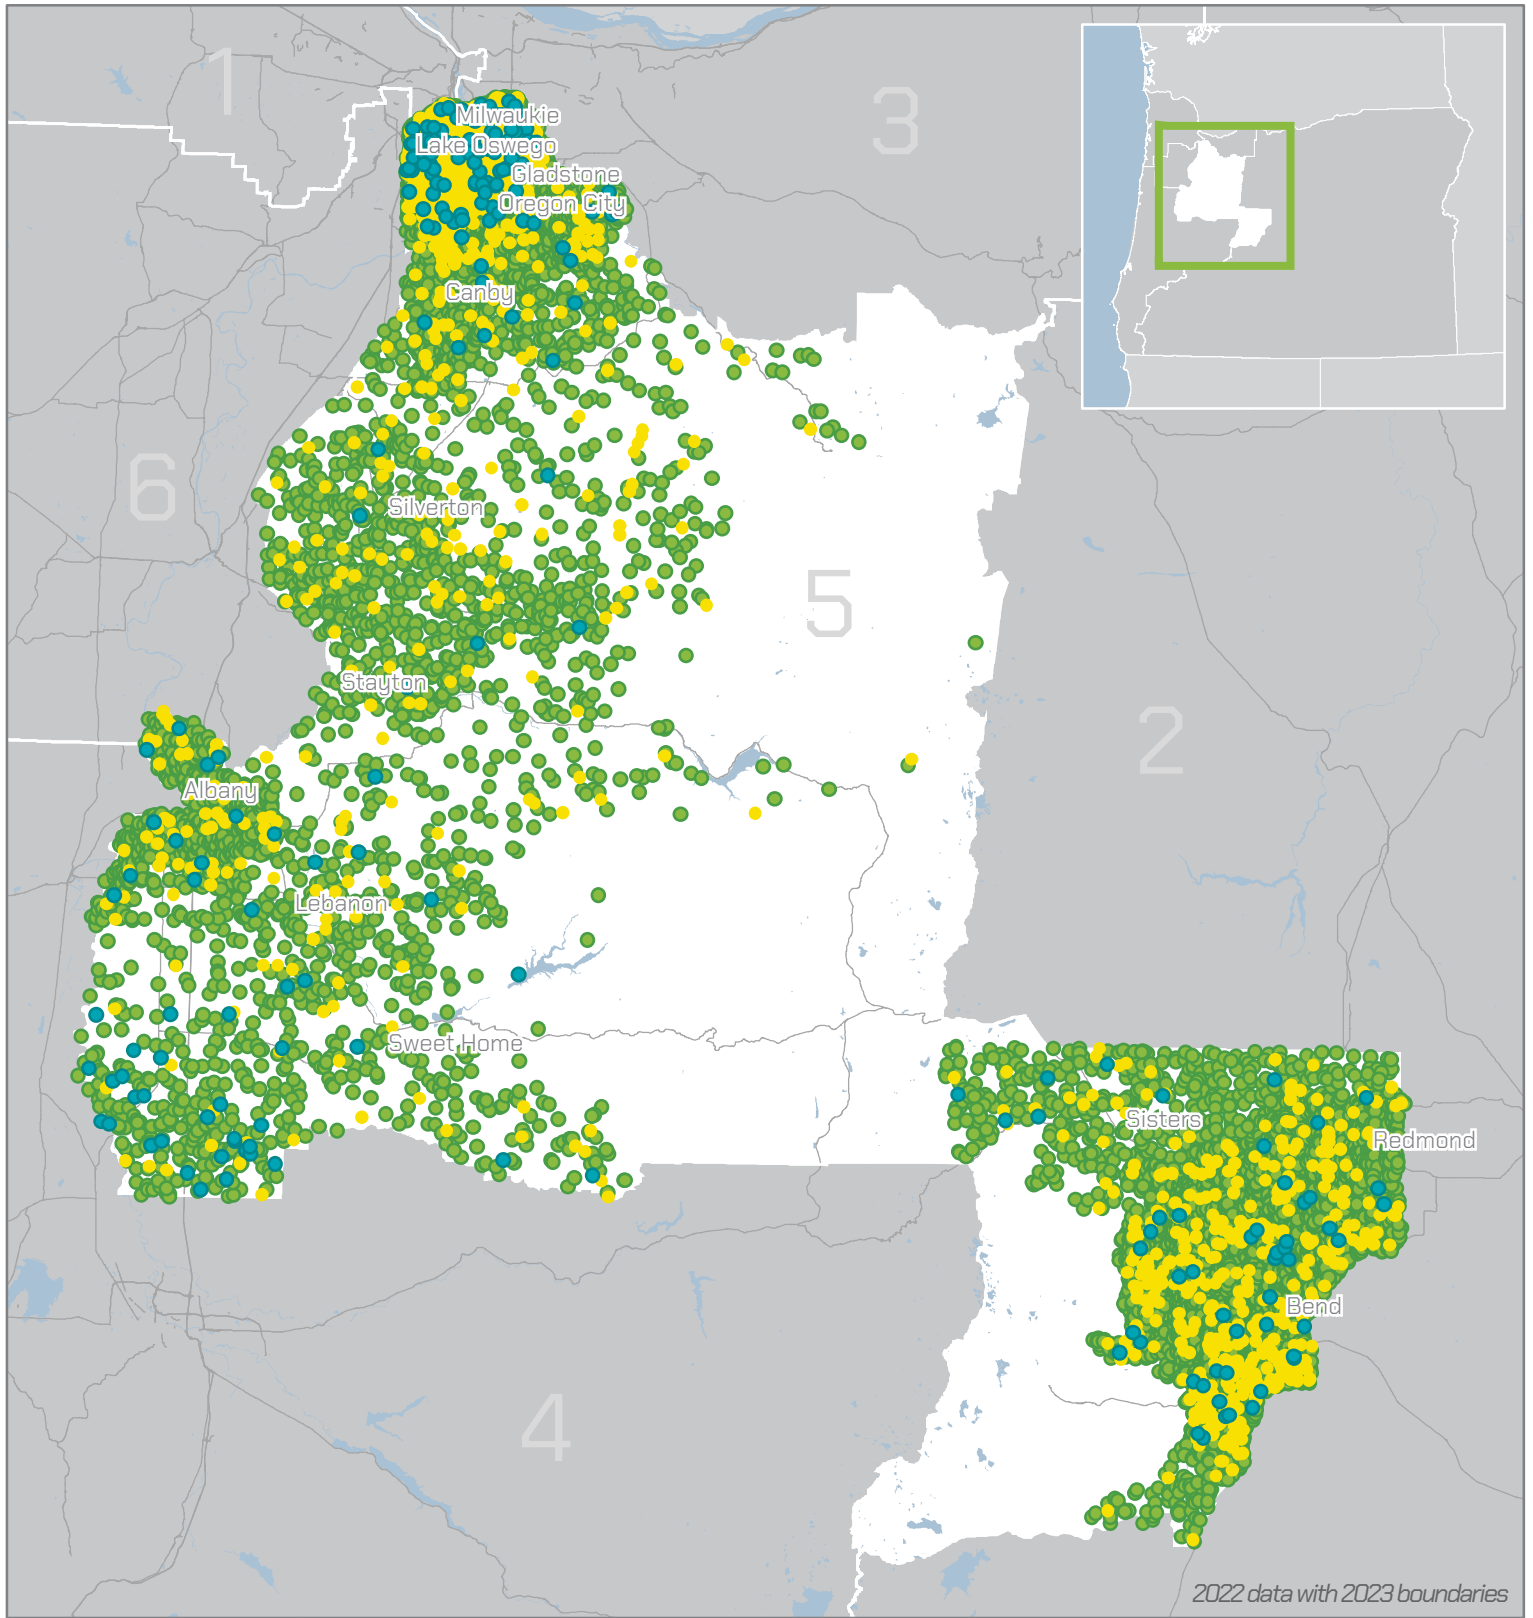 1
3
Milwaukie
Lake Oswego
Gladstone
Oregon City
Canby
6
Silverton
5
Stayton
2
Albany
Lebanon
Sweet Home
Sisters
Redmond
Bend
4
2022 data with 2023 boundaries